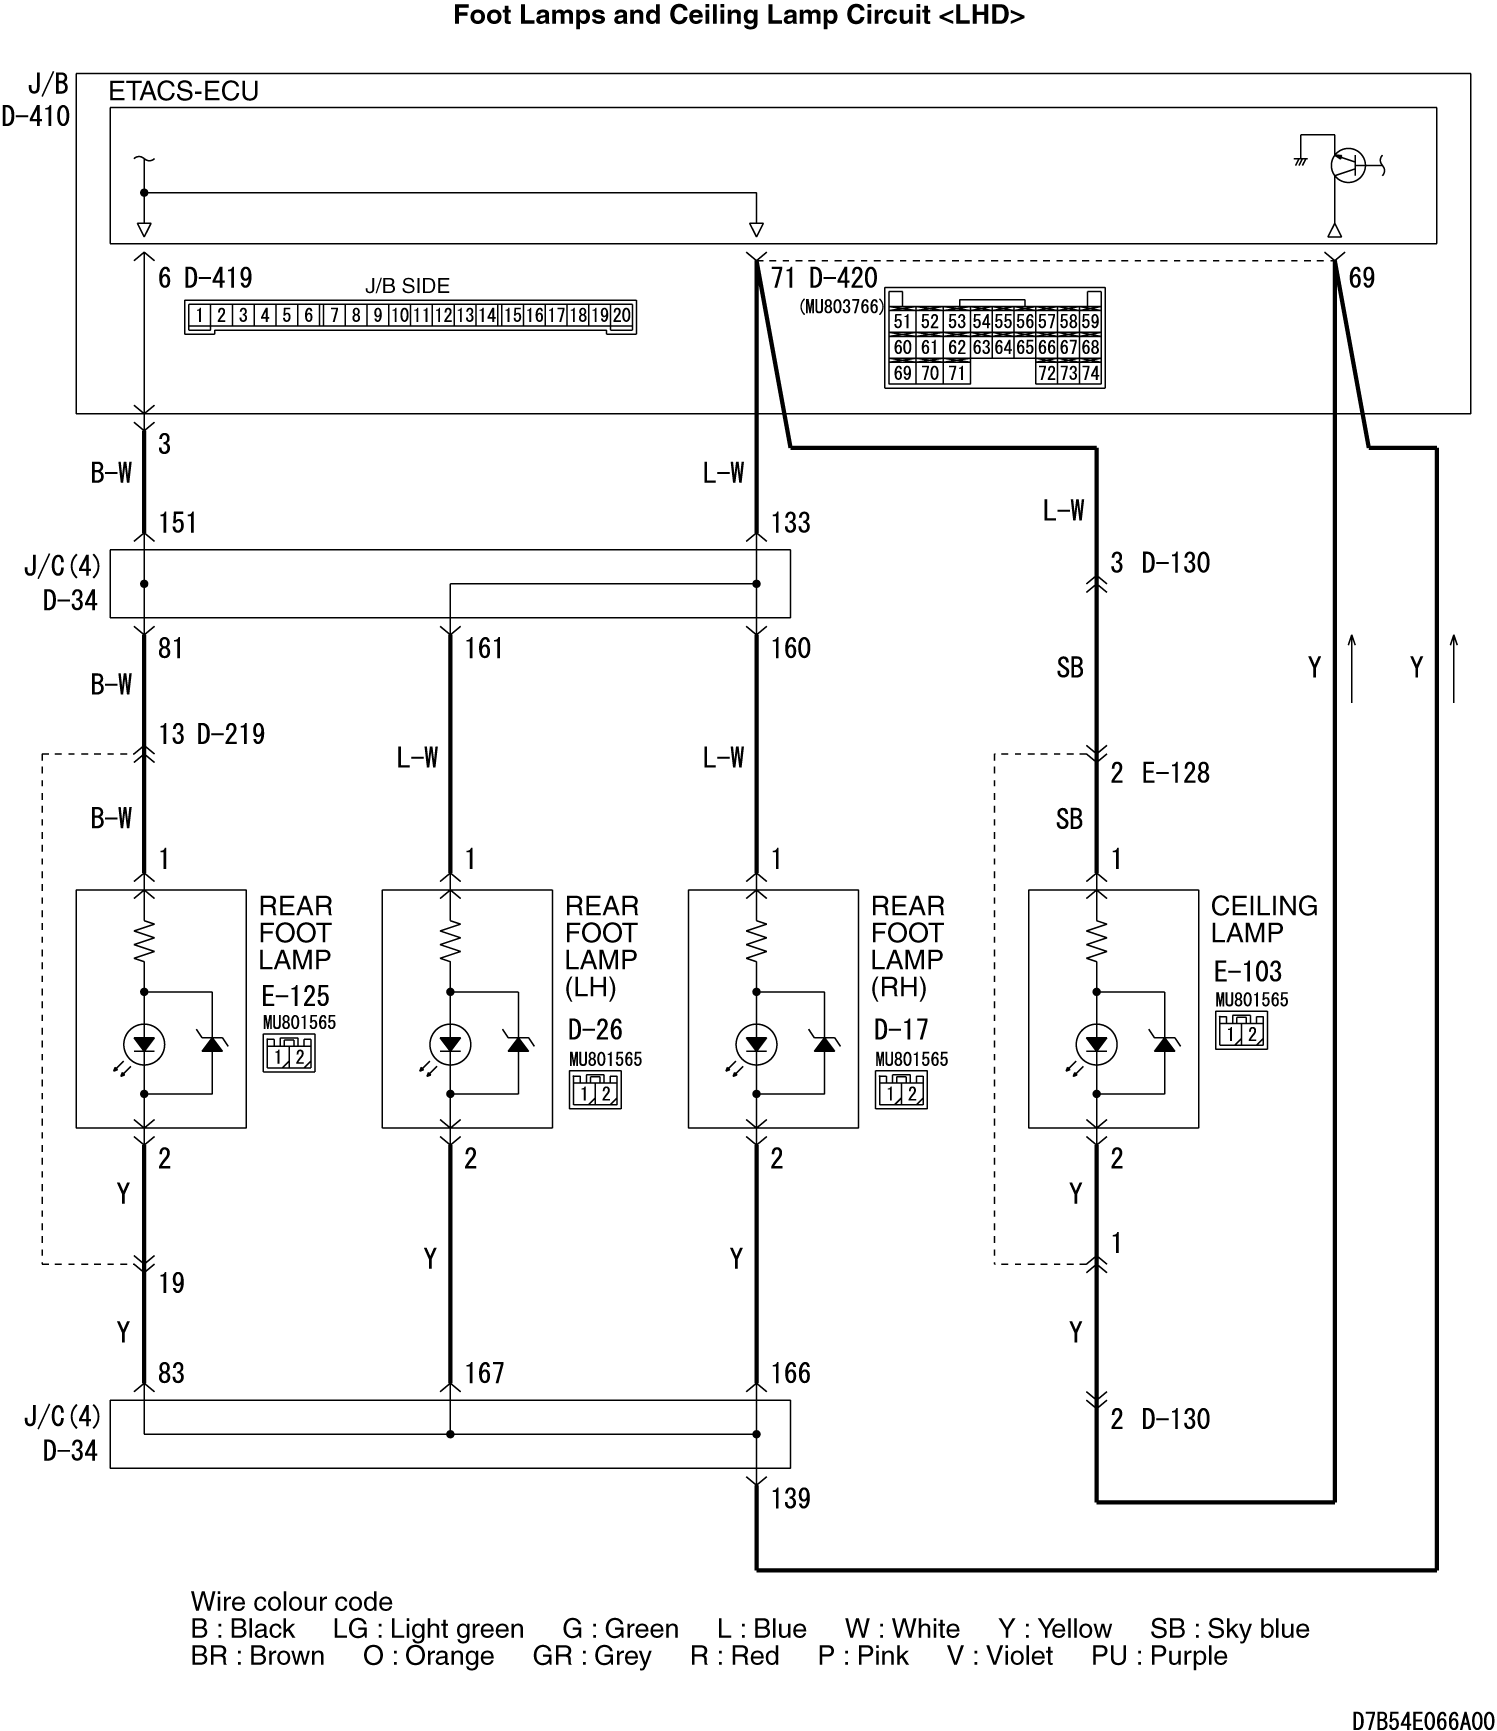 Foot Lamps and Ceiling Lamp Circuit <LHD>
J/B
D-410
ETACS-ECU
6 D-419
J/B SIDE
1 2 3 4 5 6 7 8 9 10 11 12 13 14 15 16 17 18 19 20
71 D-420
(MU803766)
51 52 53 54 55 56 57 58 59
60 61 62 63 64 65 66 67 68
69 70 71 72 73 74
69
3
B-W
L-W
L-W
151
133
3 D-130
J/C(4)
D-34
81
161
160
B-W
SB
Y
Y
13 D-219
L-W
L-W
2 E-128
B-W
SB
1
1
1
1
REAR
FOOT
LAMP
E-125
MU801565
1 2
REAR
FOOT
LAMP
(LH)
D-26
MU801565
1 2
REAR
FOOT
LAMP
(RH)
D-17
MU801565
1 2
CEILING
LAMP
E-103
MU801565
1 2
2
2
2
2
Y
Y
1
Y
Y
19
Y
Y
83
167
166
J/C(4)
D-34
2 D-130
139
Wire colour code
B : Black LG : Light green G : Green L : Blue W : White Y : Yellow SB : Sky blue
BR : Brown O : Orange GR : Grey R : Red P : Pink V : Violet PU : Purple
D7B54E066A00